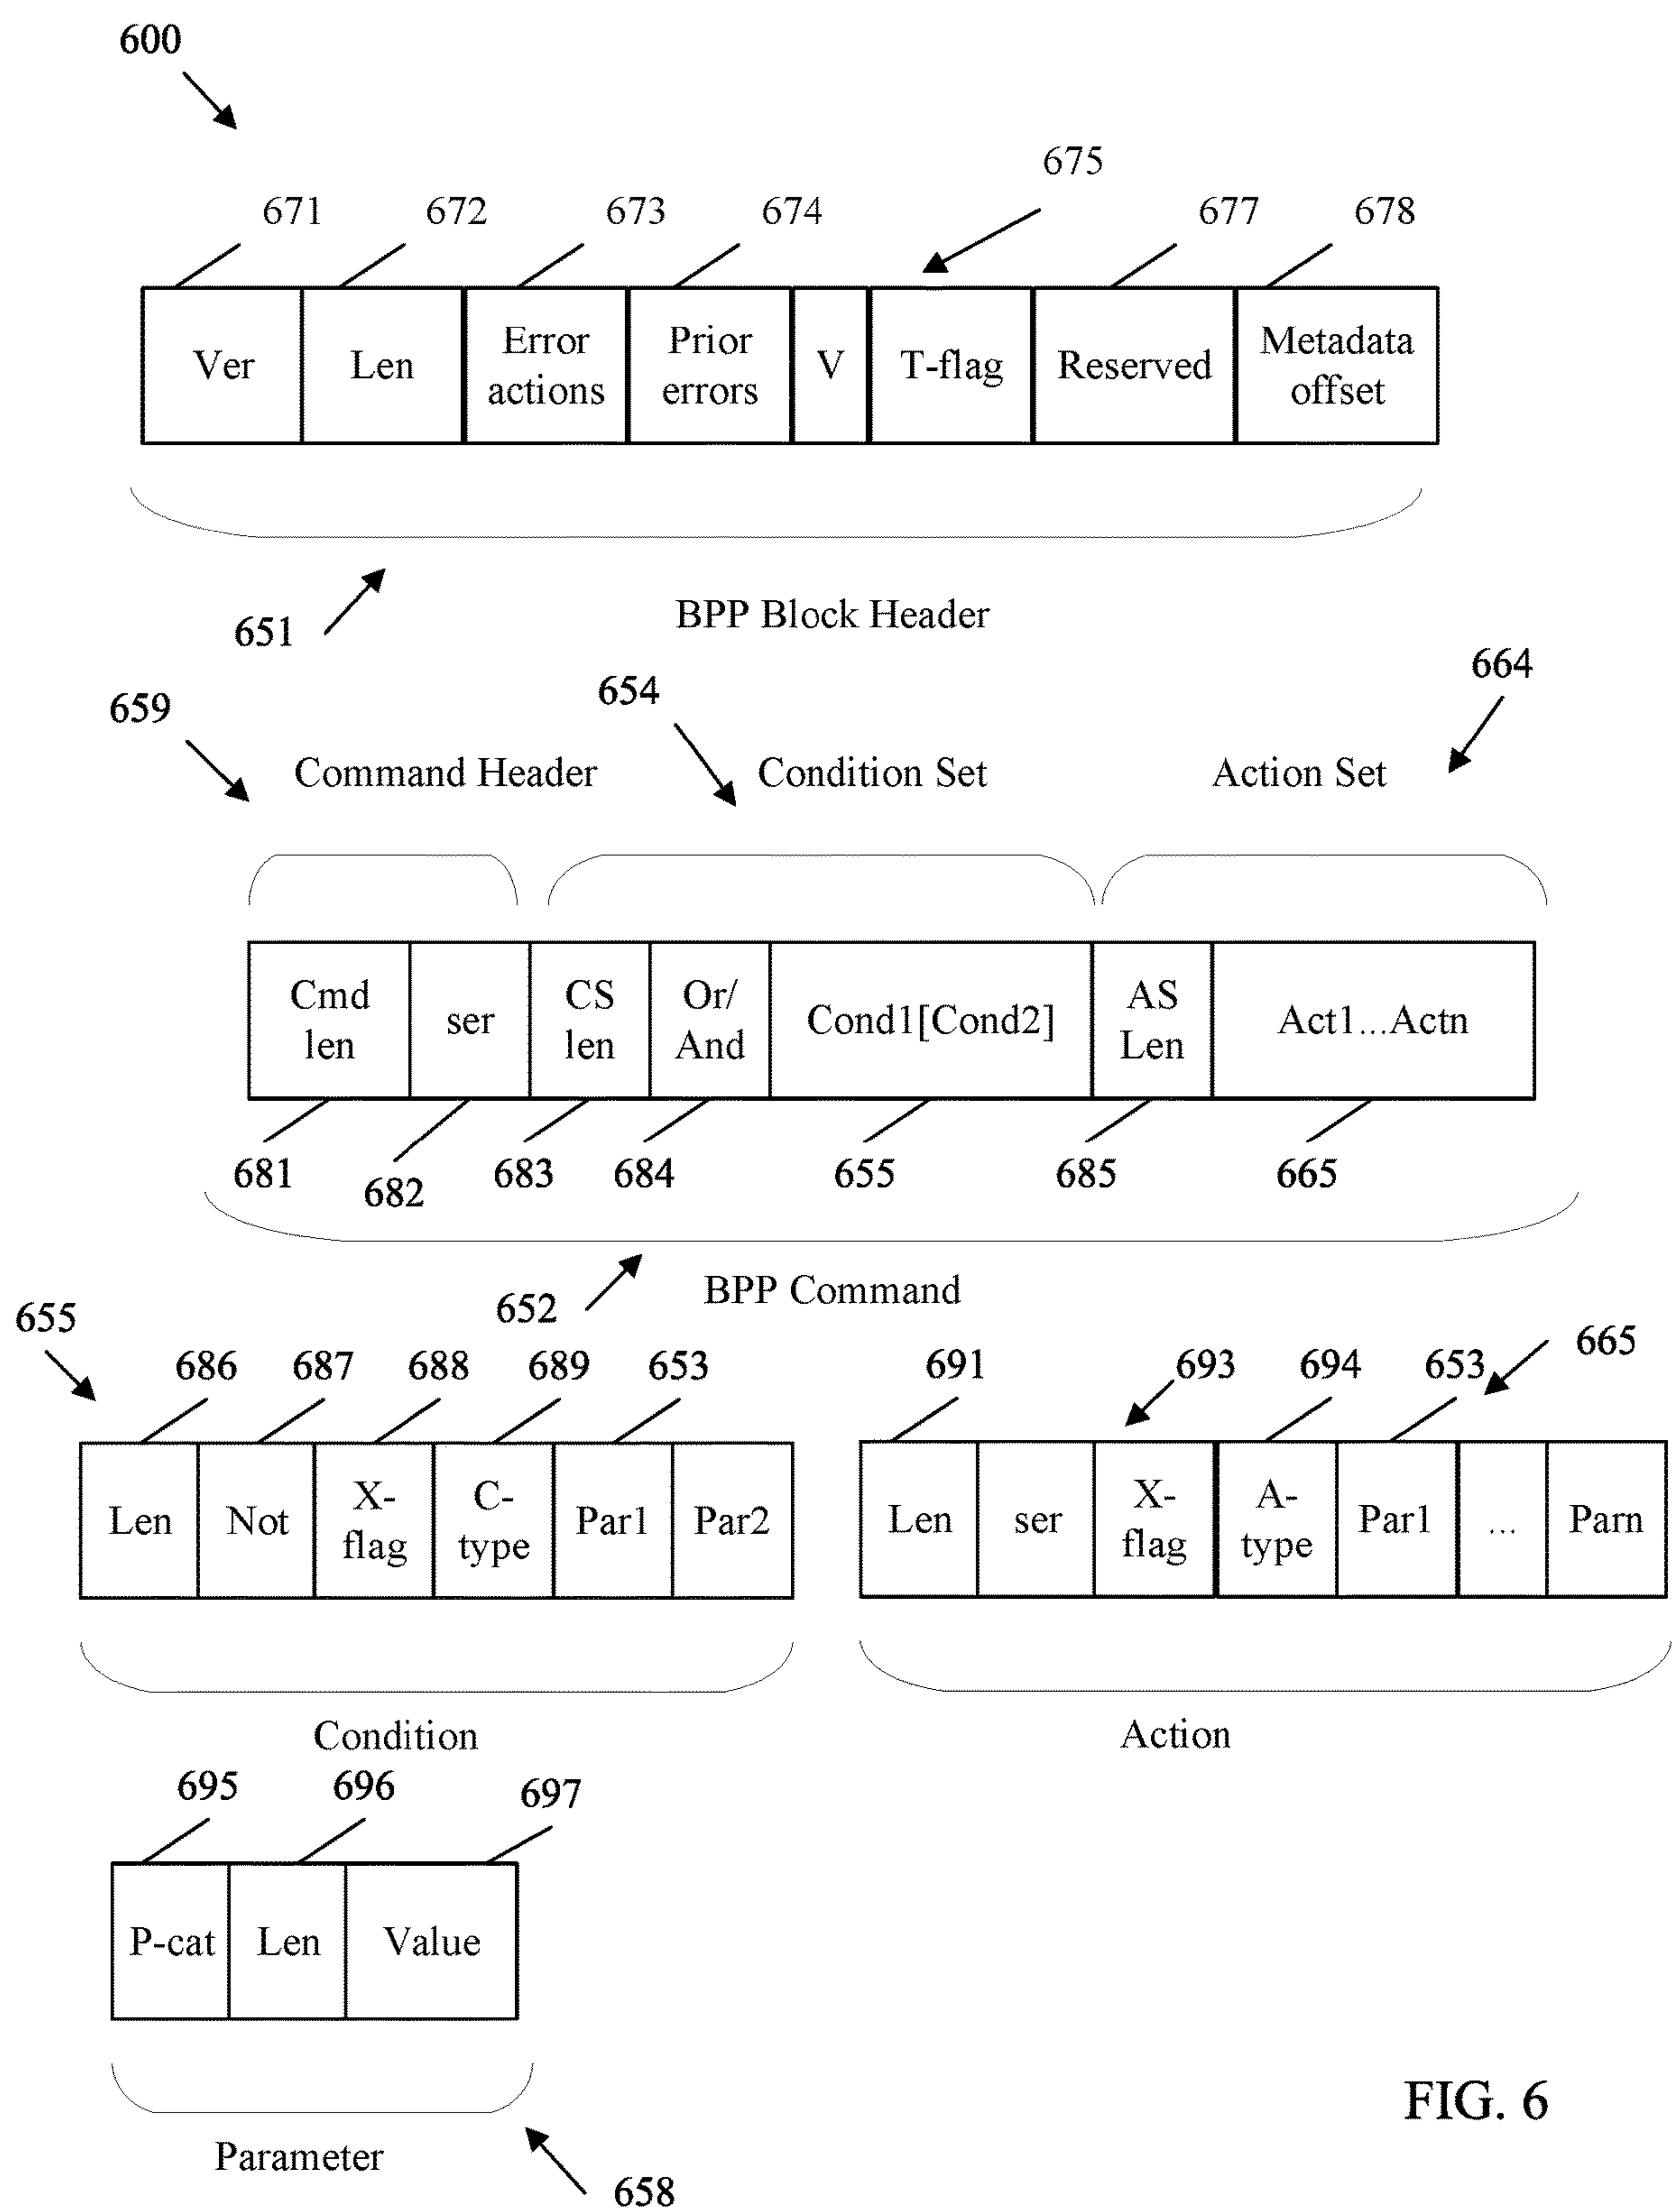 600
675
671 672 673 674 677 678
Ver Len Error actions Prior errors V T-flag Reserved Metadata offset
651 BPP Block Header
659 654 664
Command Header Condition Set Action Set
Cmd len ser CS len Or/ And Cond1[Cond2] AS Len Act1...Actn
681 682 683 684 655 685 665
652 BPP Command
655 686 687 688 689 653 691 693 694 653 665
Len Not X- flag C- type Par1 Par2
Len ser X- flag A- type Par1 ... Parn
Condition Action
695 696 697
P-cat Len Value
Parameter 658
FIG. 6